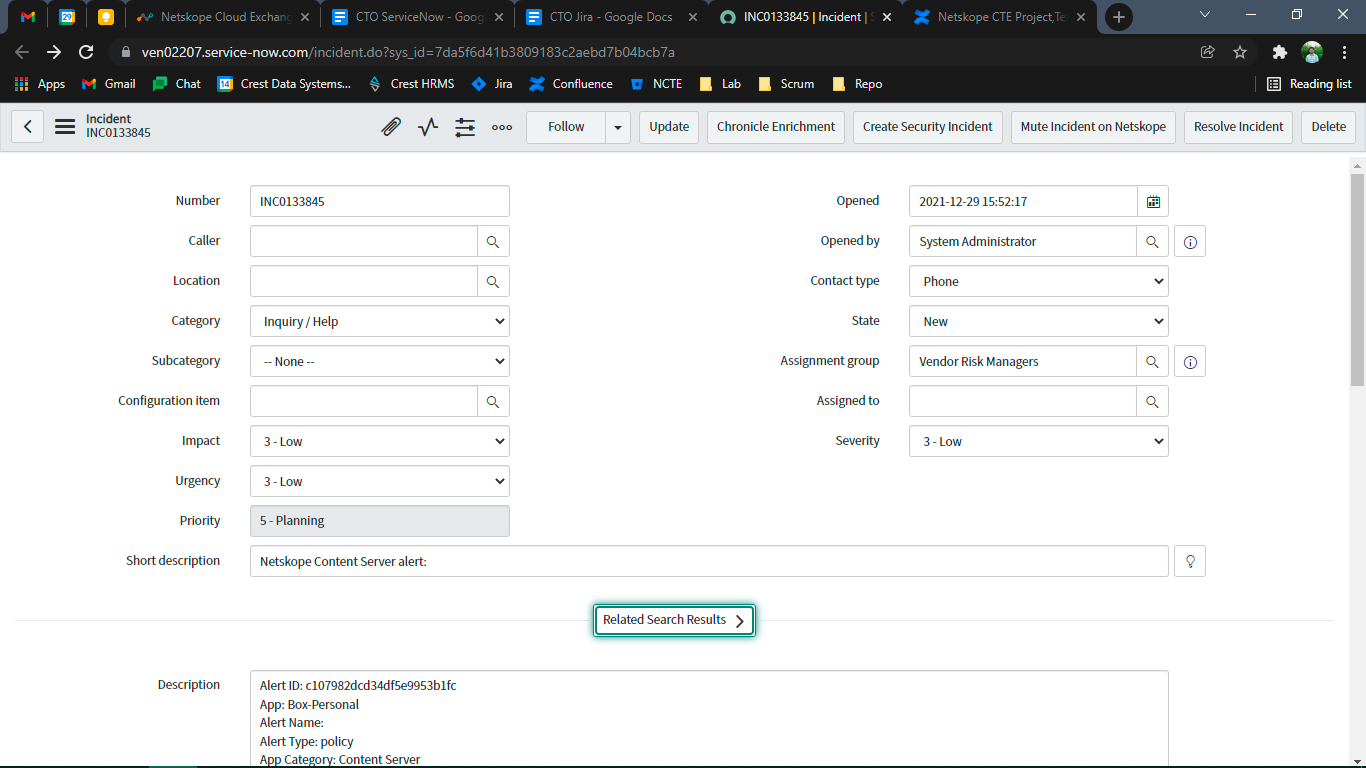 29
Netskope Cloud Exchang
CTO ServiceNow - Goog
CTO Jira - Google Docs
INC0133845 | Incident | S
Netskope CTE Project,Te
ven02207.service-now.com/incident.do?sys_id=7da5f6d41b3809183c2aebd7b04bcb7a
Apps
Gmail
Chat
14
Crest Data Systems...
Crest HRMS
Jira
Confluence
NCTE
Lab
Scrum
Repo
Reading list
Incident
INC0133845
Follow
Update
Chronicle Enrichment
Create Security Incident
Mute Incident on Netskope
Resolve Incident
Delete
Number INC0133845
Opened 2021-12-29 15:52:17
Caller
Opened by System Administrator
Location
Contact type Phone
Category Inquiry / Help
State New
Subcategory -- None --
Assignment group Vendor Risk Managers
Configuration item
Assigned to
Impact 3 - Low
Severity 3 - Low
Urgency 3 - Low
Priority 5 - Planning
Short description Netskope Content Server alert:
Related Search Results
Description
Alert ID: c107982dcd34df5e9953b1fc
App: Box-Personal
Alert Name:
Alert Type: policy
App Category: Content Server